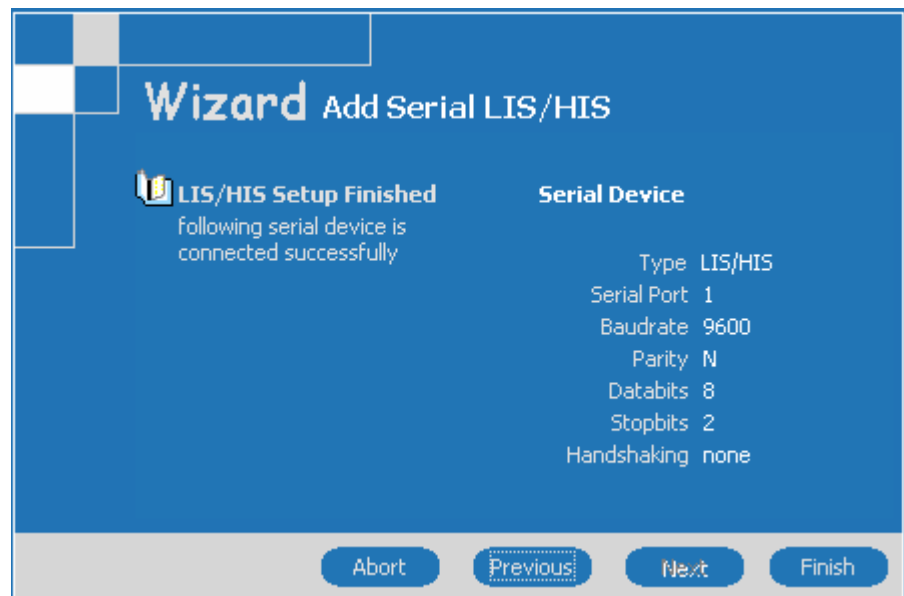 Wizard Add Serial LIS/HIS
LIS/HIS Setup Finished
following serial device is
connected successfully
Serial Device
Type LIS/HIS
Serial Port 1
Baudrate 9600
Parity N
Databits 8
Stopbits 2
Handshaking none
Abort Previous Next Finish